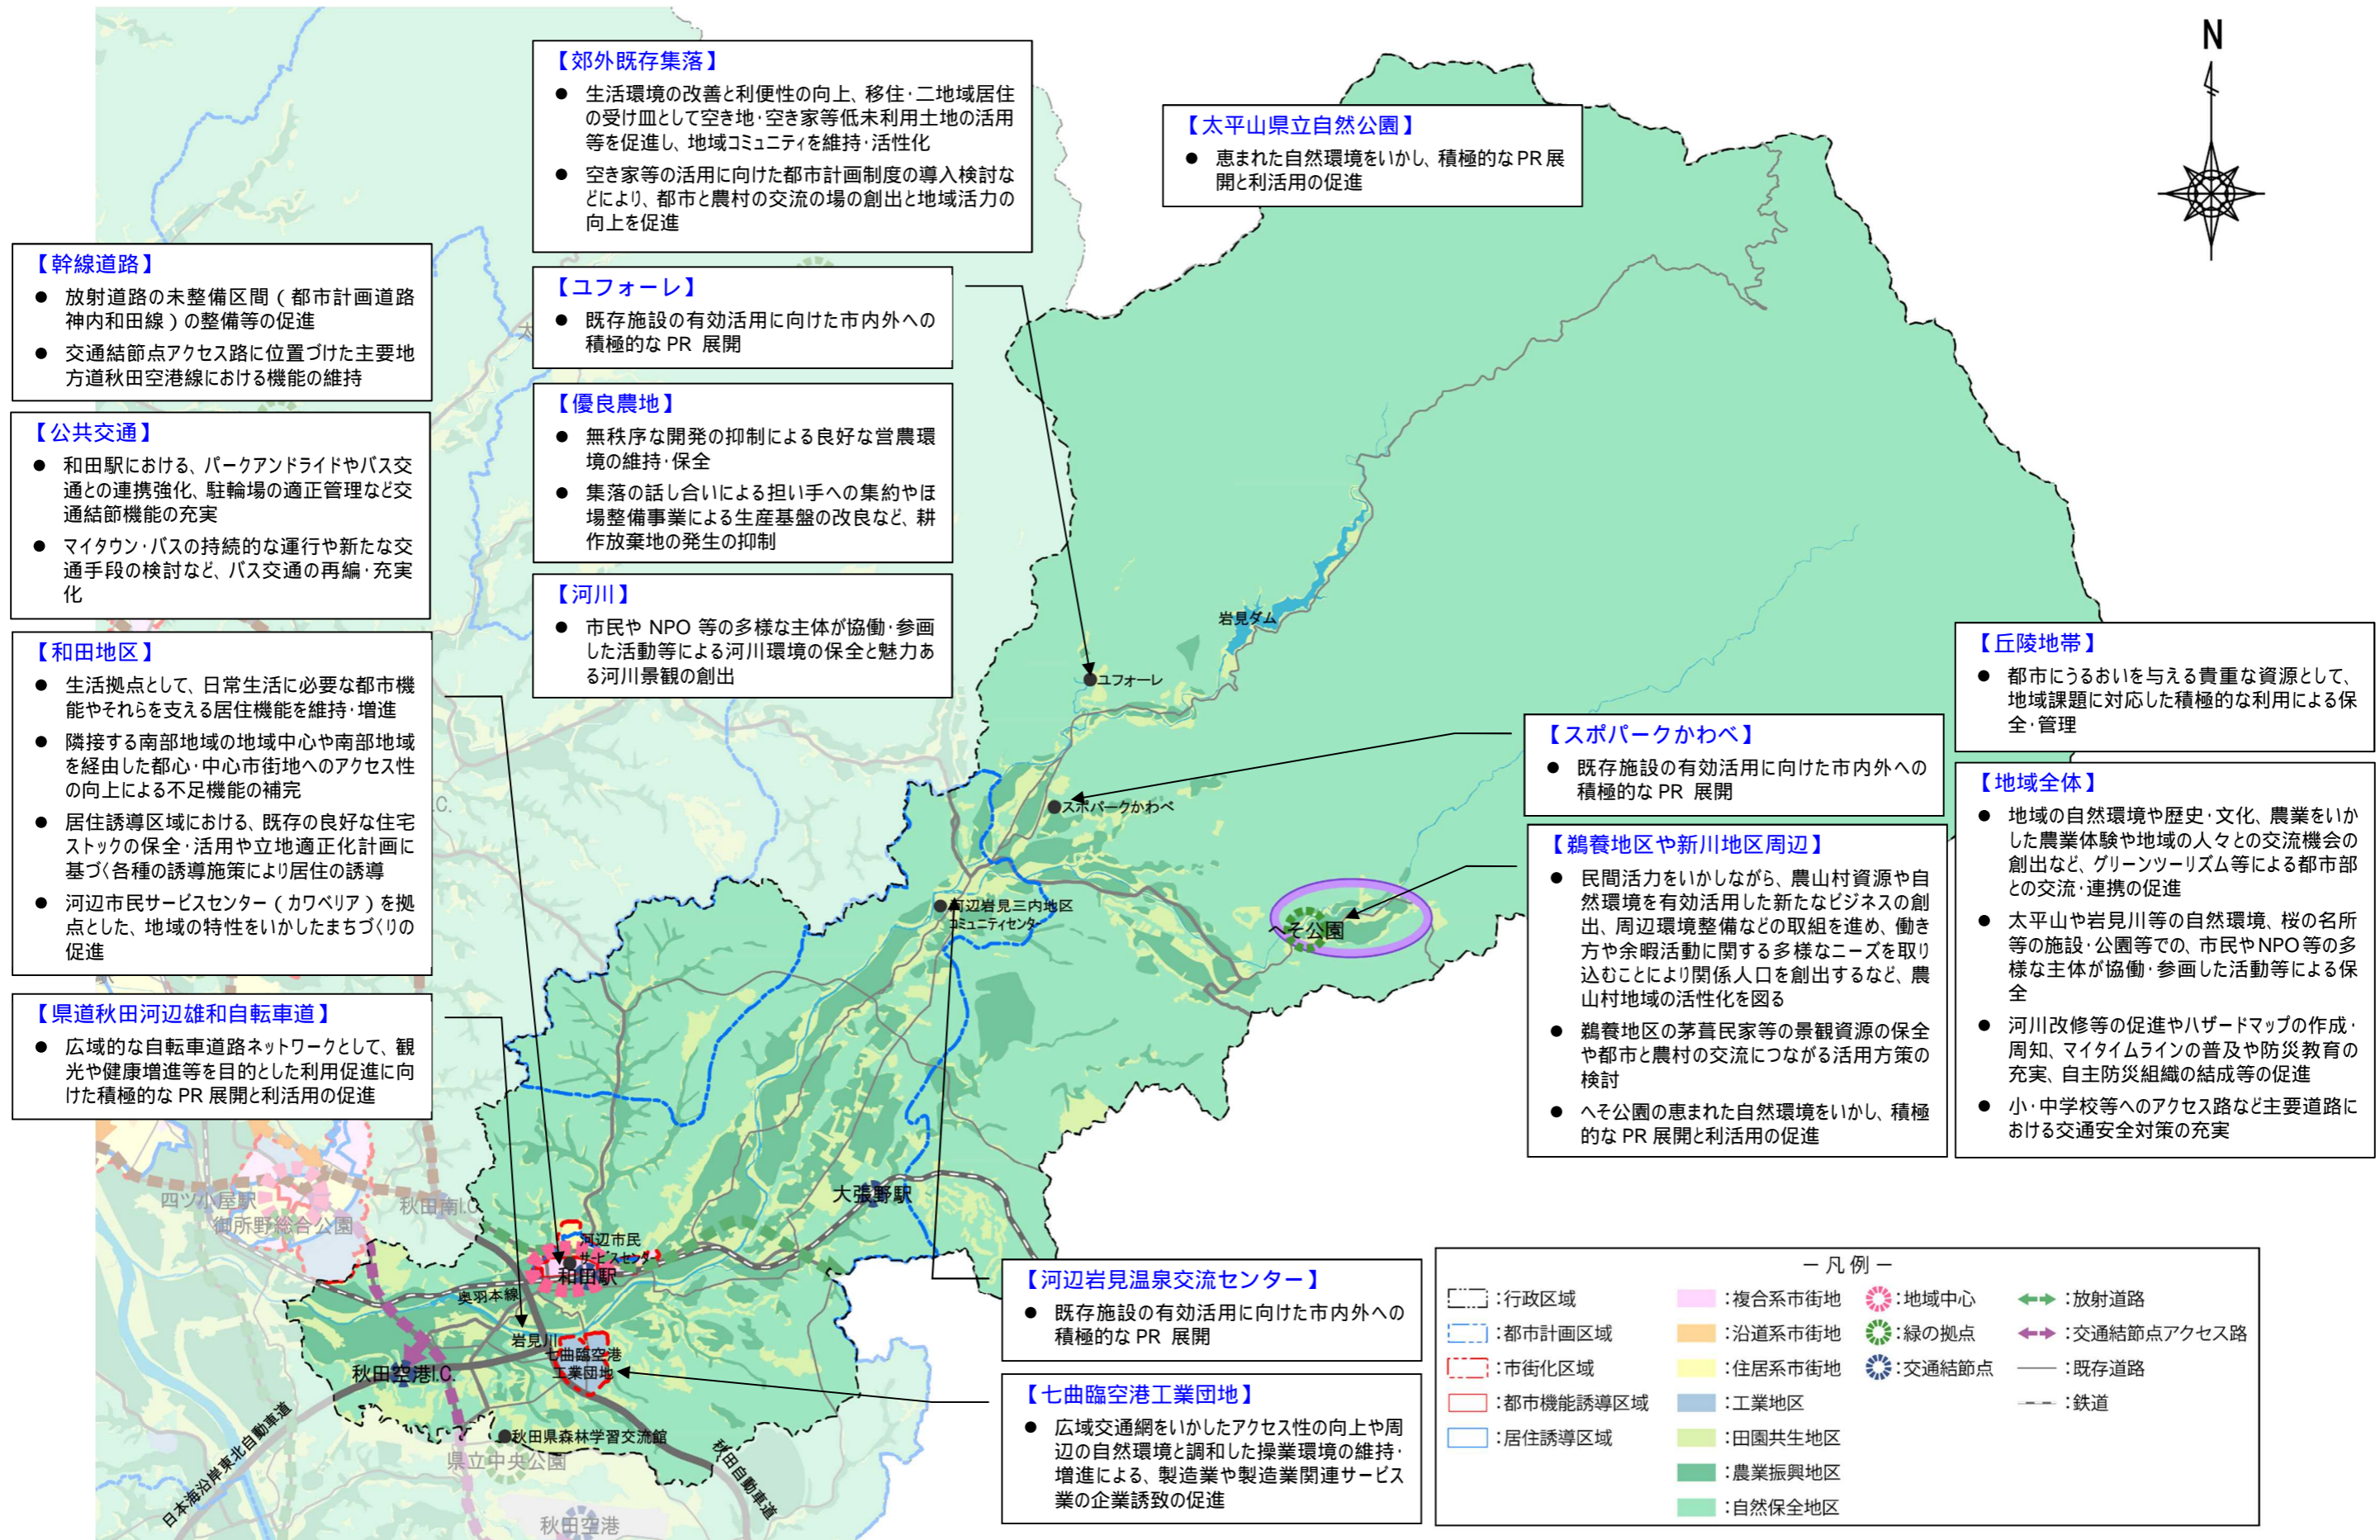 【郊外既存集落】
● 生活環境の改善と利便性の向上、移住・二地域居住
の受け皿として空き地・空き家等低未利用土地の活用
等を促進し、地域コミュニティを維持・活性化
● 空き家等の活用に向けた都市計画制度の導入検討な
どにより、都市と農村の交流の場の創出と地域活力の
向上を促進
【太平山県立自然公園】
● 恵まれた自然環境をいかし、積極的なPR展
開と利活用の促進
N
【幹線道路】
● 放射道路の未整備区間（都市計画道路
神内和田線）の整備等の促進
● 交通結節点アクセス路に位置づけた主要地
方道秋田空港線における機能の維持
【ユフォーレ】
● 既存施設の有効活用に向けた市内外への
積極的なPR 展開
【公共交通】
● 和田駅における、パークアンドライドやバス交
通との連携強化、駐輪場の適正管理など交
通結節機能の充実
● マイタウン・バスの持続的な運行や新たな交
通手段の検討など、バス交通の再編・充実
化
【優良農地】
● 無秩序な開発の抑制による良好な営農環
境の維持・保全
● 集落の話し合いによる担い手への集約やほ
場整備事業による生産基盤の改良など、耕
作放棄地の発生の抑制
【河川】
● 市民や NPO 等の多様な主体が協働・参画
した活動等による河川環境の保全と魅力あ
る河川景観の創出
【和田地区】
● 生活拠点として、日常生活に必要な都市機
能やそれらを支える居住機能を維持・増進
● 隣接する南部地域の地域中心や南部地域
を経由した都心・中心市街地へのアクセス性
の向上による不足機能の補完
● 居住誘導区域における、既存の良好な住宅
ストックの保全・活用や立地適正化計画に
基づく各種の誘導施策により居住の誘導
● 河辺市民サービスセンター（カワベリア）を拠
点とした、地域の特性をいかしたまちづくりの
促進
【県道秋田河辺雄和自転車道】
● 広域的な自転車道路ネットワークとして、観
光や健康増進等を目的とした利用促進に向
けた積極的な PR 展開と利活用の促進
【丘陵地帯】
● 都市にうるおいを与える貴重な資源として、
地域課題に対応した積極的な利用による保
全・管理
【スポパークかわべ】
● 既存施設の有効活用に向けた市内外への
積極的な PR 展開
【地域全体】
● 地域の自然環境や歴史・文化、農業をいか
した農業体験や地域の人々との交流機会の
創出など、グリーンツーリズム等による都市部
との交流・連携の促進
● 太平山や岩見川等の自然環境、桜の名所
等の施設・公園等での、市民やNPO等の多
様な主体が協働・参画した活動等による保
全
● 河川改修等の促進やハザードマップの作成・
周知、マイタイムラインの普及や防災教育の
充実、自主防災組織の結成等の促進
● 小・中学校等へのアクセス路など主要道路に
おける交通安全対策の充実
【鵜養地区や新川地区周辺】
● 民間活力をいかしながら、農山村資源や自
然環境を有効活用した新たなビジネスの創
出、周辺環境整備などの取組を進め、働き
方や余暇活動に関する多様なニーズを取り
込むことにより関係人口を創出するなど、農
山村地域の活性化を図る
● 鵜養地区の茅葺民家等の景観資源の保全
や都市と農村の交流につながる活用方策の
検討
● へそ公園の恵まれた自然環境をいかし、積極
的な PR 展開と利活用の促進
岩見ダム
ユフォーレ
スポパークかわべ
河辺岩見三内地区
コミュニティセンター
へそ公園
大張野駅
四ツ小屋駅
御所野総合公園
秋田南I.C.
河辺市民
サービスセンター
和田駅
奥羽本線
岩見川
七曲臨空港
工業団地
秋田空港I.C.
秋田県森林学習交流館
県立中央公園
日本海沿岸東北自動車道
秋田自動車道
秋田空港
【河辺岩見温泉交流センター】
● 既存施設の有効活用に向けた市内外への
積極的な PR 展開
【七曲臨空港工業団地】
● 広域交通網をいかしたアクセス性の向上や周
辺の自然環境と調和した操業環境の維持・
増進による、製造業や製造業関連サービス
業の企業誘致の促進
－凡例－
：行政区域
：都市計画区域
：市街化区域
：都市機能誘導区域
：居住誘導区域
：複合系市街地
：沿道系市街地
：住居系市街地
：工業地区
：田園共生地区
：農業振興地区
：自然保全地区
：地域中心
：緑の拠点
：交通結節点
：放射道路
：交通結節点アクセス路
：既存道路
：鉄道